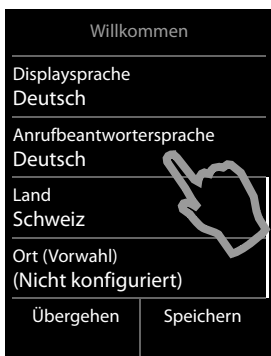 Willkommen
Displaysprache
Deutsch
Anrufbeantwortersprache
Deutsch
Land
Schweiz
Ort (Vorwahl)
(Nicht konfiguriert)
Übergehen Speichern